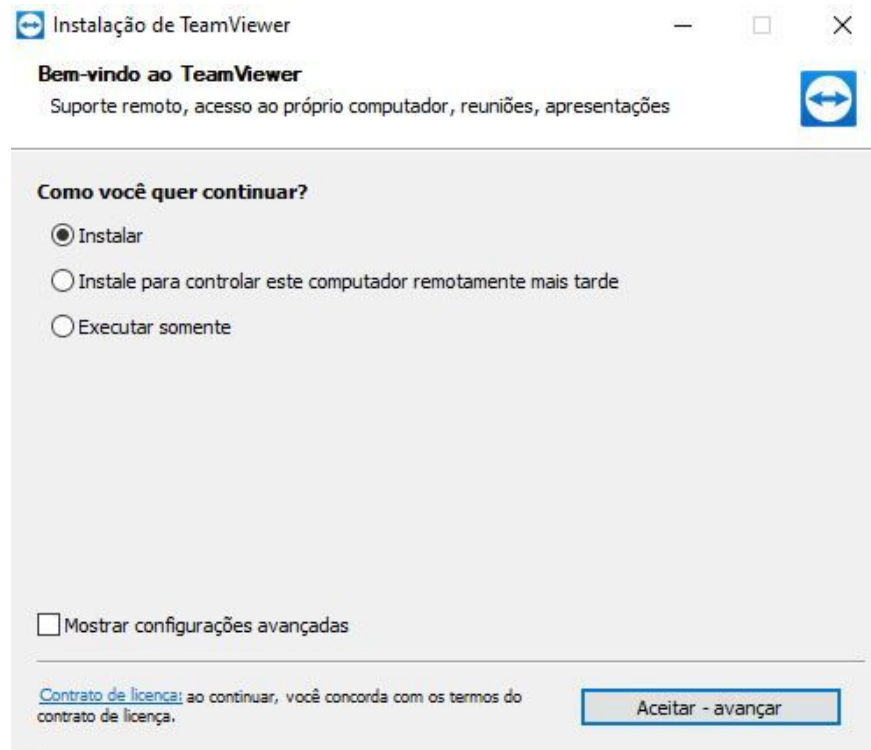 Instalação de TeamViewer
Bem-vindo ao TeamViewer
Suporte remoto, acesso ao próprio computador, reuniões, apresentações
Como você quer continuar?
Instalar
Instale para controlar este computador remotamente mais tarde
Executar somente
Mostrar configurações avançadas
Contrato de licença: ao continuar, você concorda com os termos do
contrato de licença.
Aceitar - avançar